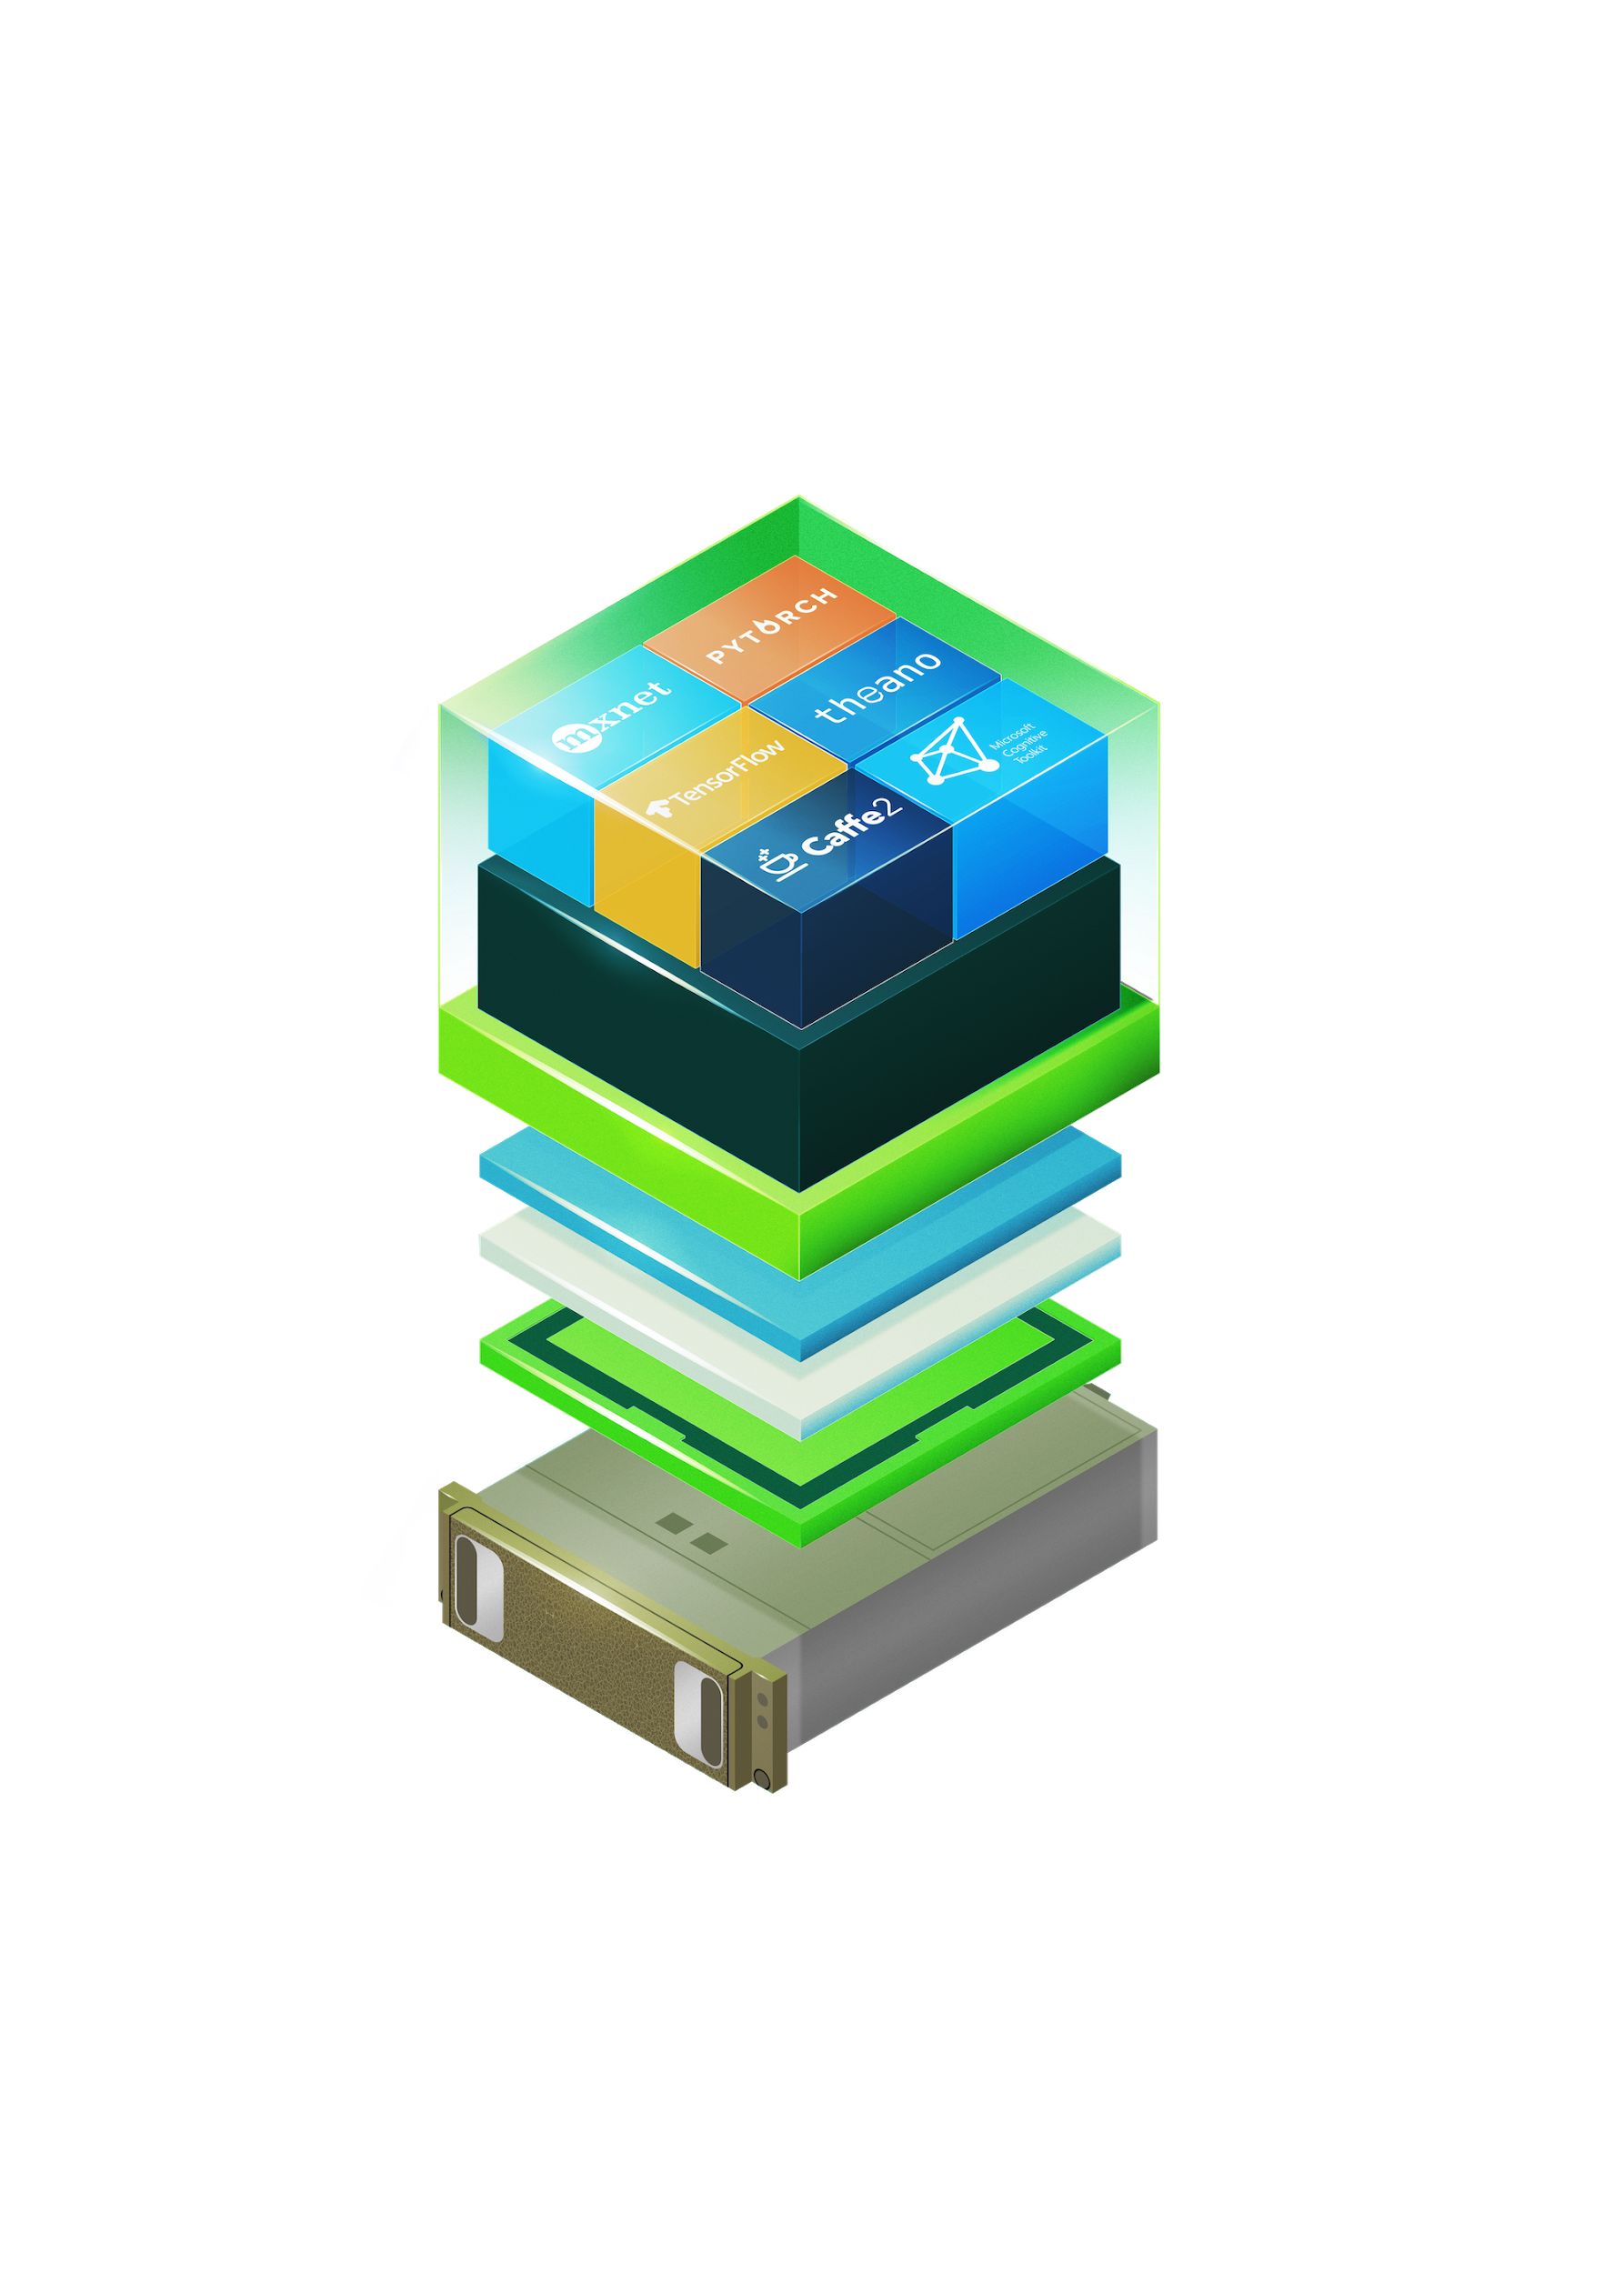 PYTORCH
mxnet
theano
TensorFlow
Microsoft
Cognitive
Toolkit
Caffe2